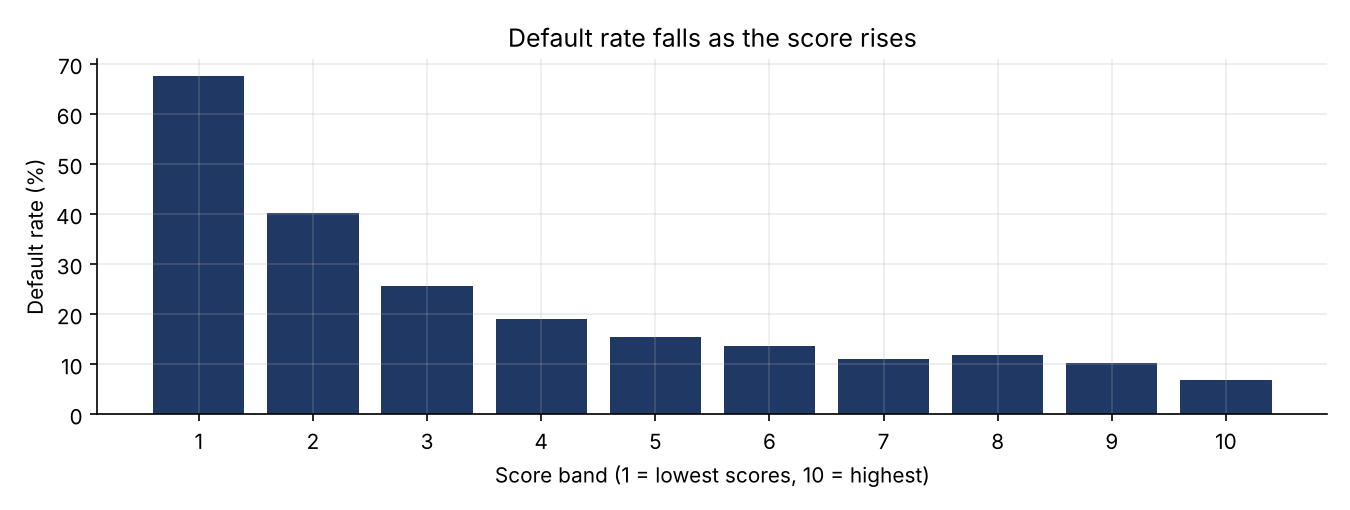 Default rate falls as the score rises
Default rate (%)
70
60
50
40
30
20
10
0
1 2 3 4 5 6 7 8 9 10
Score band (1 = lowest scores, 10 = highest)